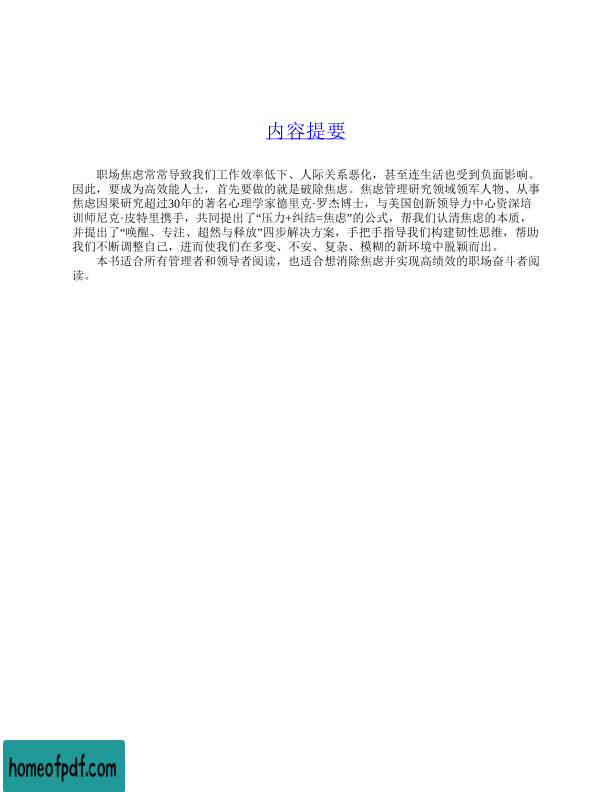 内容提要
职场焦虑常常导致我们工作效率低下、人际关系恶化，甚至连生活也受到负面影响。
因此，要成为高效能人士，首先要做的就是破除焦虑。焦虑管理研究领域领军人物、从事
焦虑因果研究超过30年的著名心理学家德里克·罗杰博士，与美国创新领导力中心资深培
训师尼克·皮特里携手，共同提出了“压力+纠结=焦虑”的公式，帮我们认清焦虑的本质，
并提出了“唤醒、专注、超然与释放”四步解决方案，手把手指导我们构建韧性思维，帮助
我们不断调整自己，进而使我们在多变、不安、复杂、模糊的新环境中脱颖而出。
本书适合所有管理者和领导者阅读，也适合想消除焦虑并实现高绩效的职场奋斗者阅
读。
homeofpdf.com